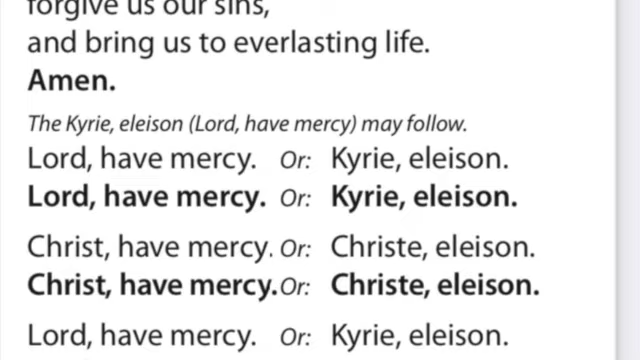 forgive us our sins,
and bring us to everlasting life.
Amen.
The Kyrie, eleison (Lord, have mercy) may follow.
Lord, have mercy. Or: Kyrie, eleison.
Lord, have mercy. Or: Kyrie, eleison.
Christ, have mercy. Or: Christe, eleison.
Christ, have mercy. Or: Christe, eleison.
Lord, have mercy. Or: Kyrie, eleison.